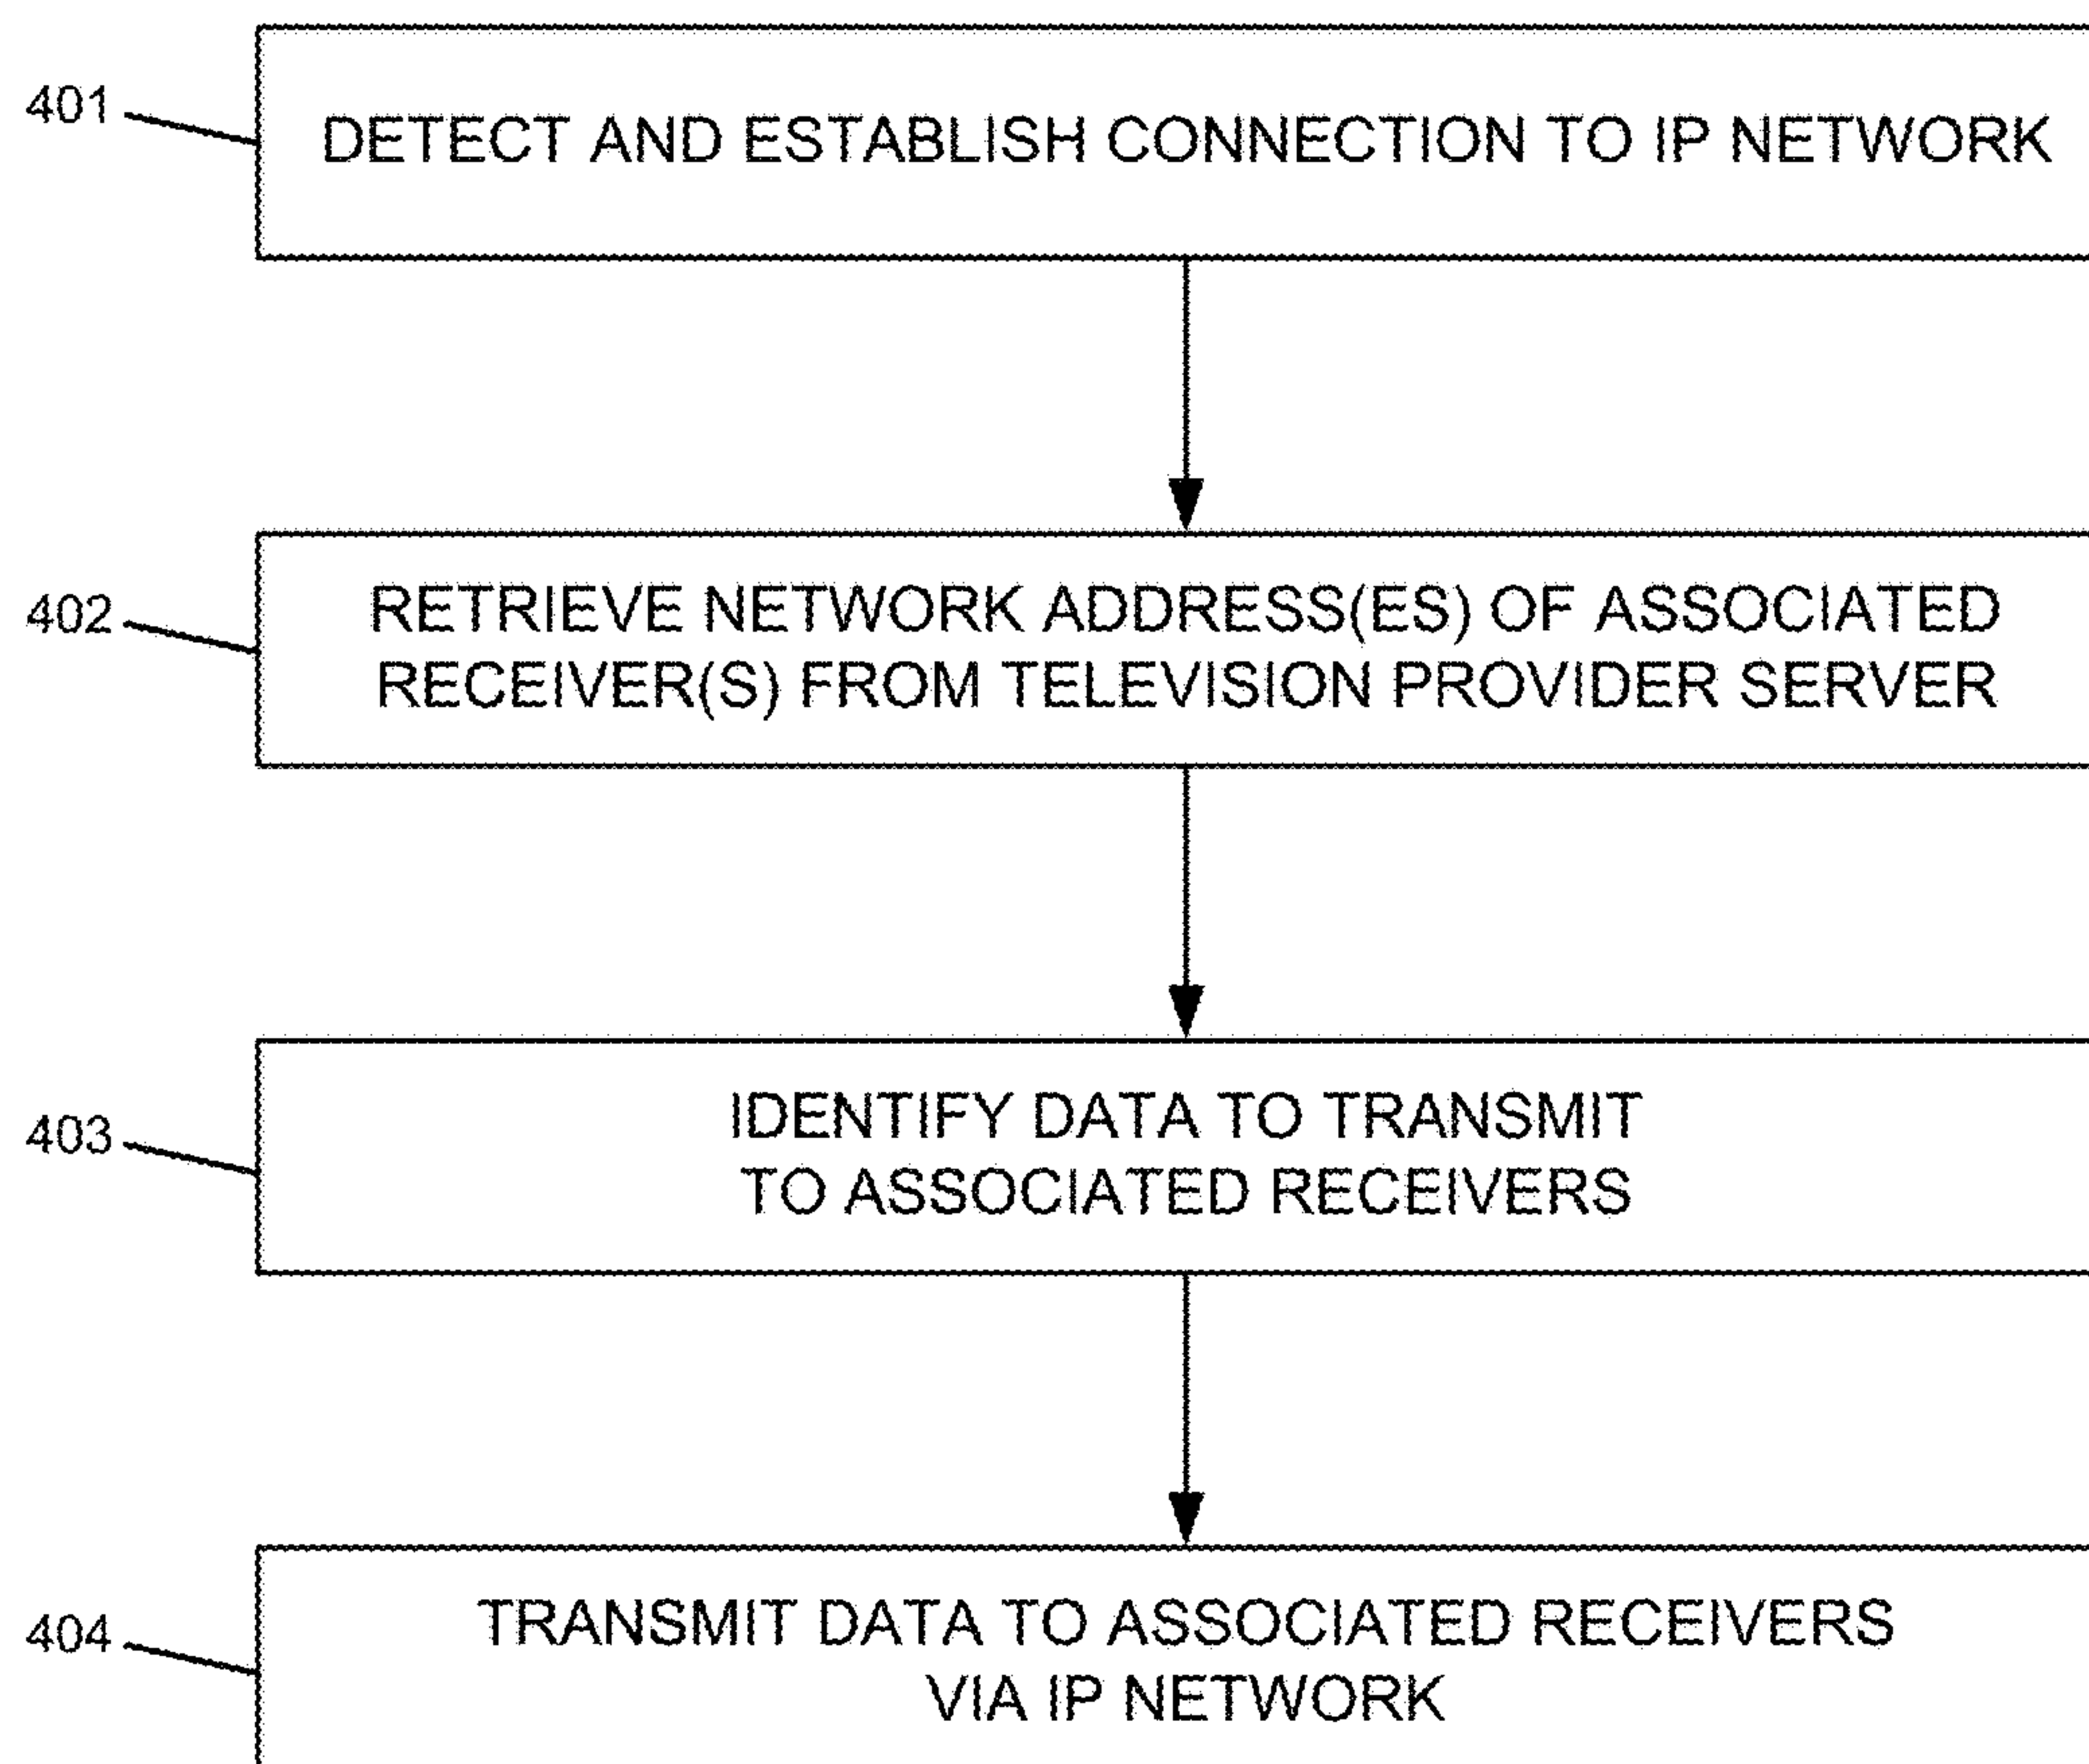 401
DETECT AND ESTABLISH CONNECTION TO IP NETWORK
402
RETRIEVE NETWORK ADDRESS(ES) OF ASSOCIATED
RECEIVER(S) FROM TELEVISION PROVIDER SERVER
403
IDENTIFY DATA TO TRANSMIT
TO ASSOCIATED RECEIVERS
404
TRANSMIT DATA TO ASSOCIATED RECEIVERS
VIA IP NETWORK